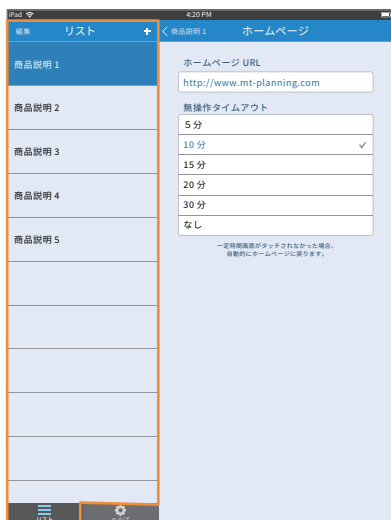 iPad
4:20 PM
編集
リスト
+
商品説明 1
ホームページ
商品説明 1
商品説明 2
商品説明 3
商品説明 4
商品説明 5
ホームページ URL
http://www.mt-planning.com
無操作タイムアウト
5 分
10 分
15 分
20 分
30 分
なし
一定時間画面がタッチされなかった場合、
自動的にホームページに戻ります。
リスト